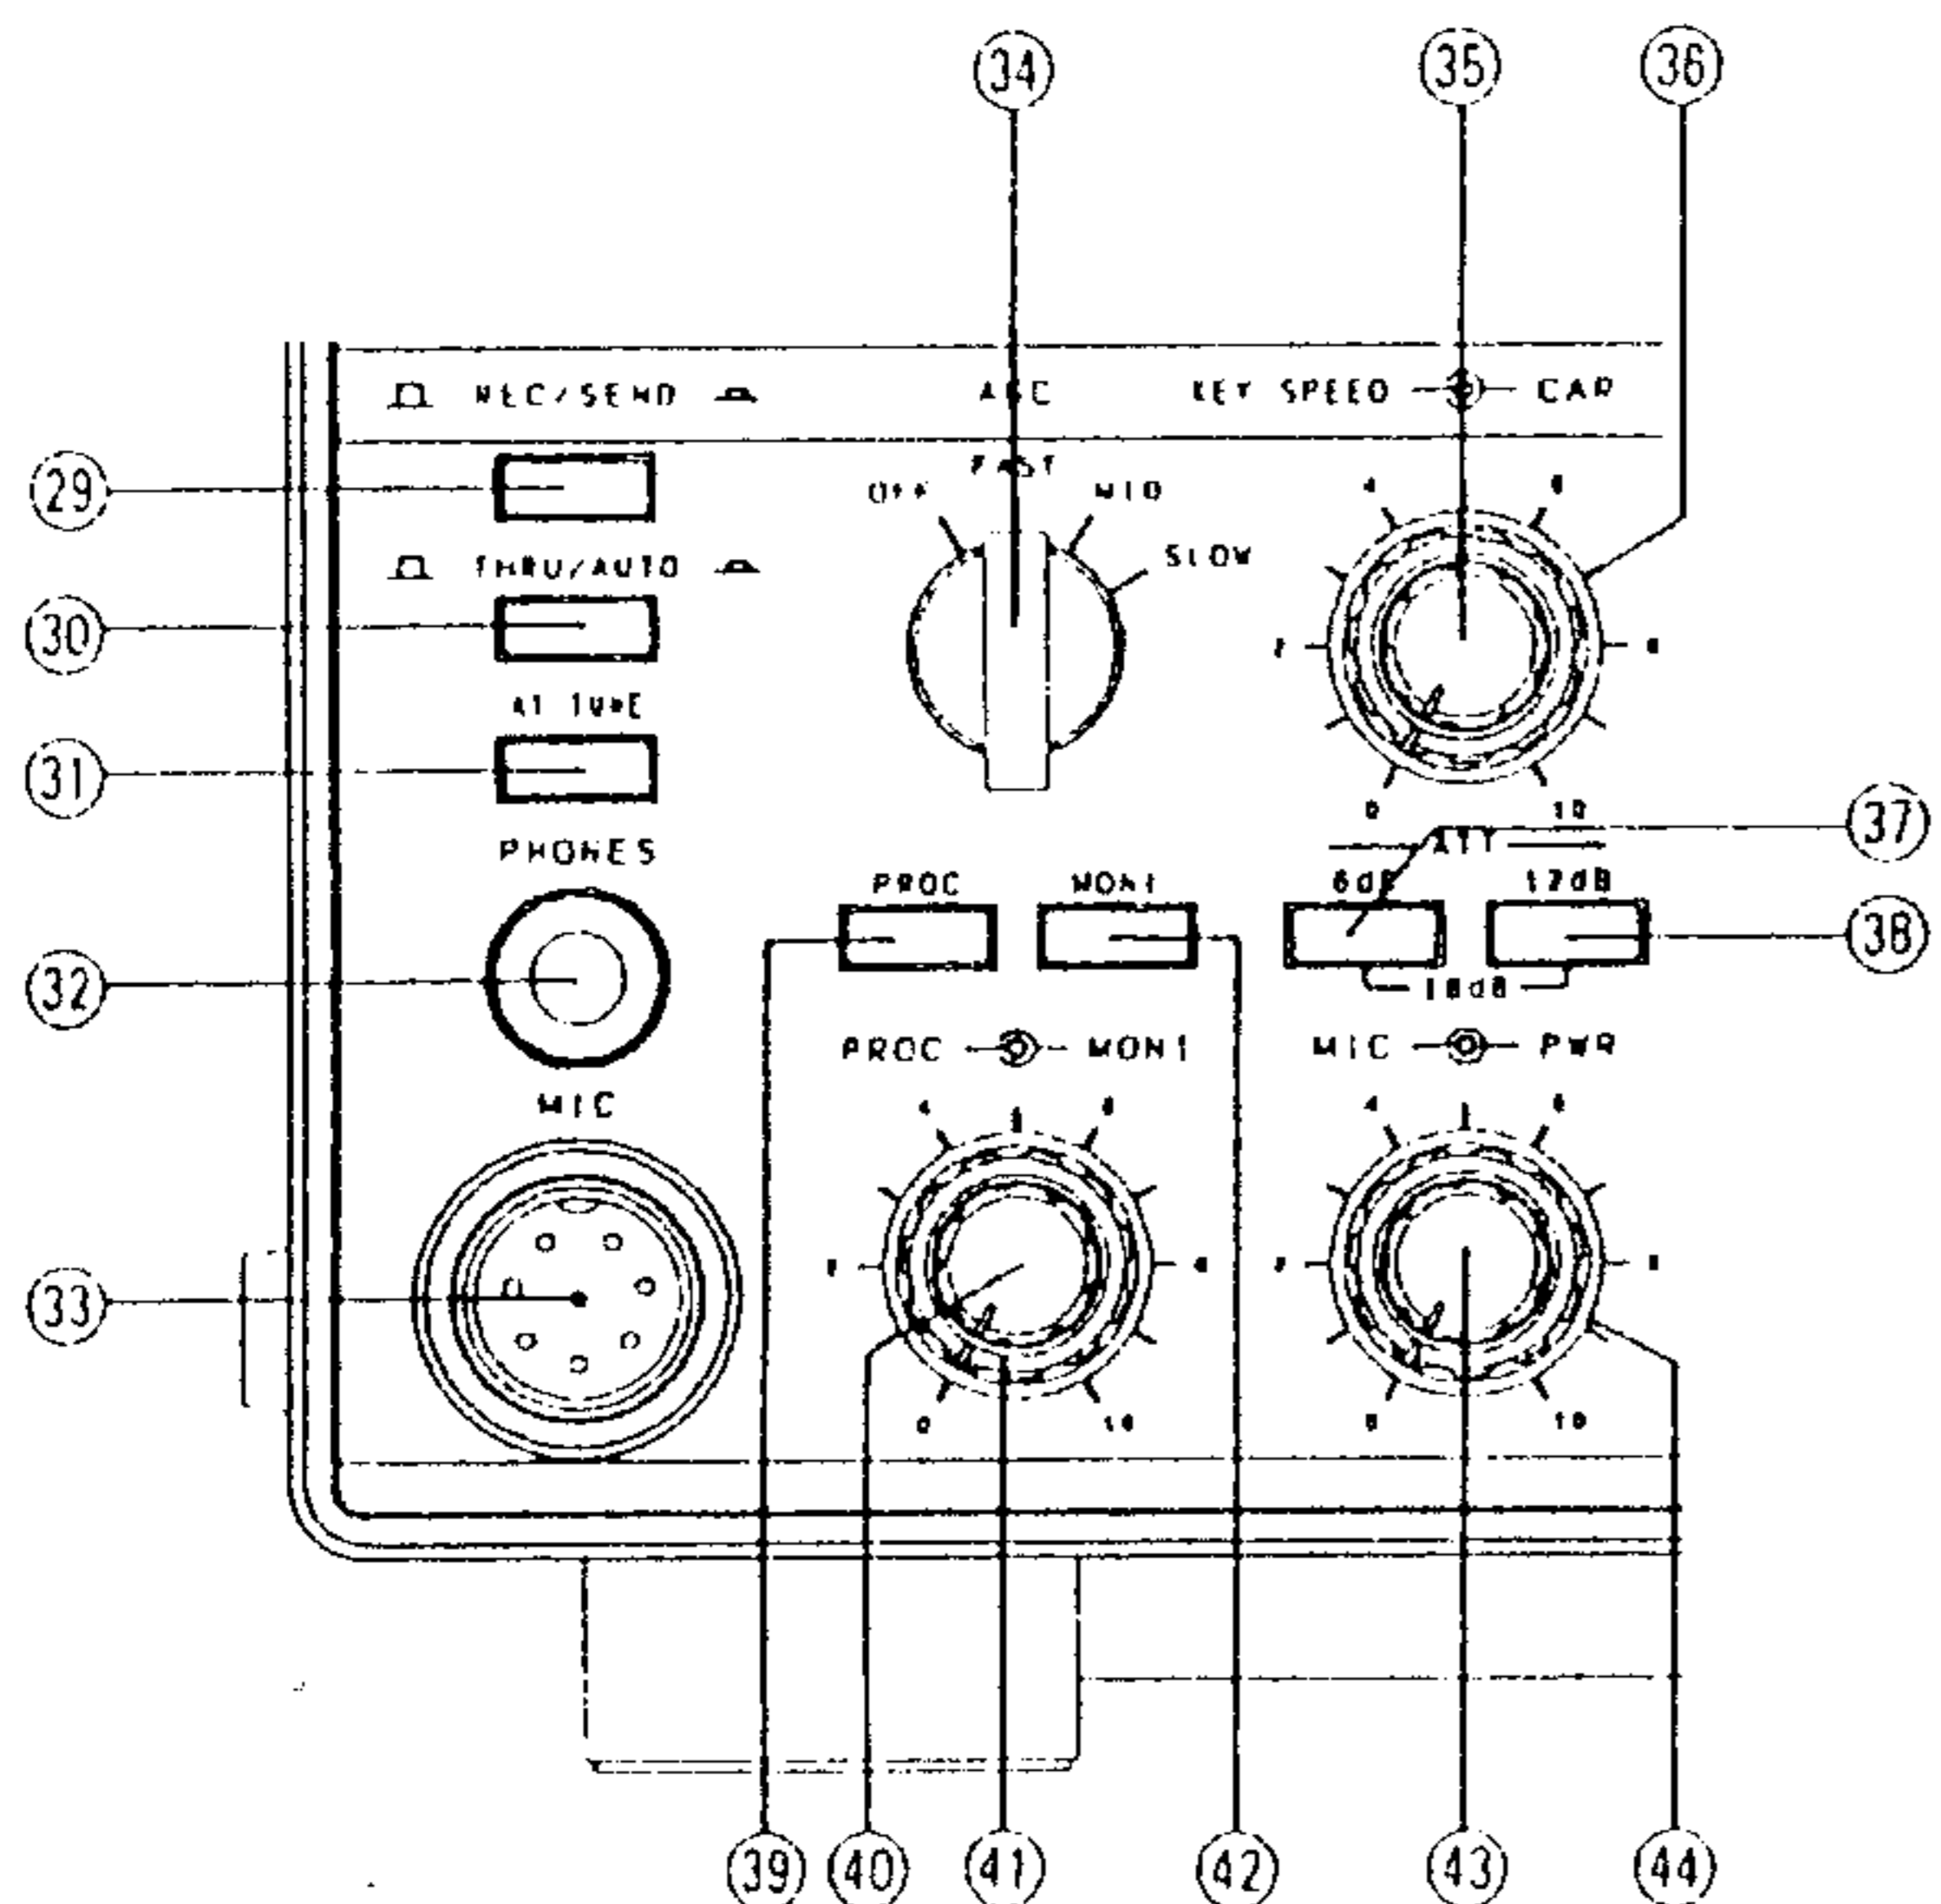 34 35 36
REC/SEND AGC KEY SPEED CAR
29 OFF FAST MID 4 6
THRU/AUTO SLOW
30 2 8
AT TUNE
31 0 10
PHONES ATT 37
PROC MONI 6dB 12dB
38
32 18dB
PROC MONI MIC PWR
MIC 4 6 4 6
33 2 8 2 8
0 10 0 10
39 40 41 42 43 44